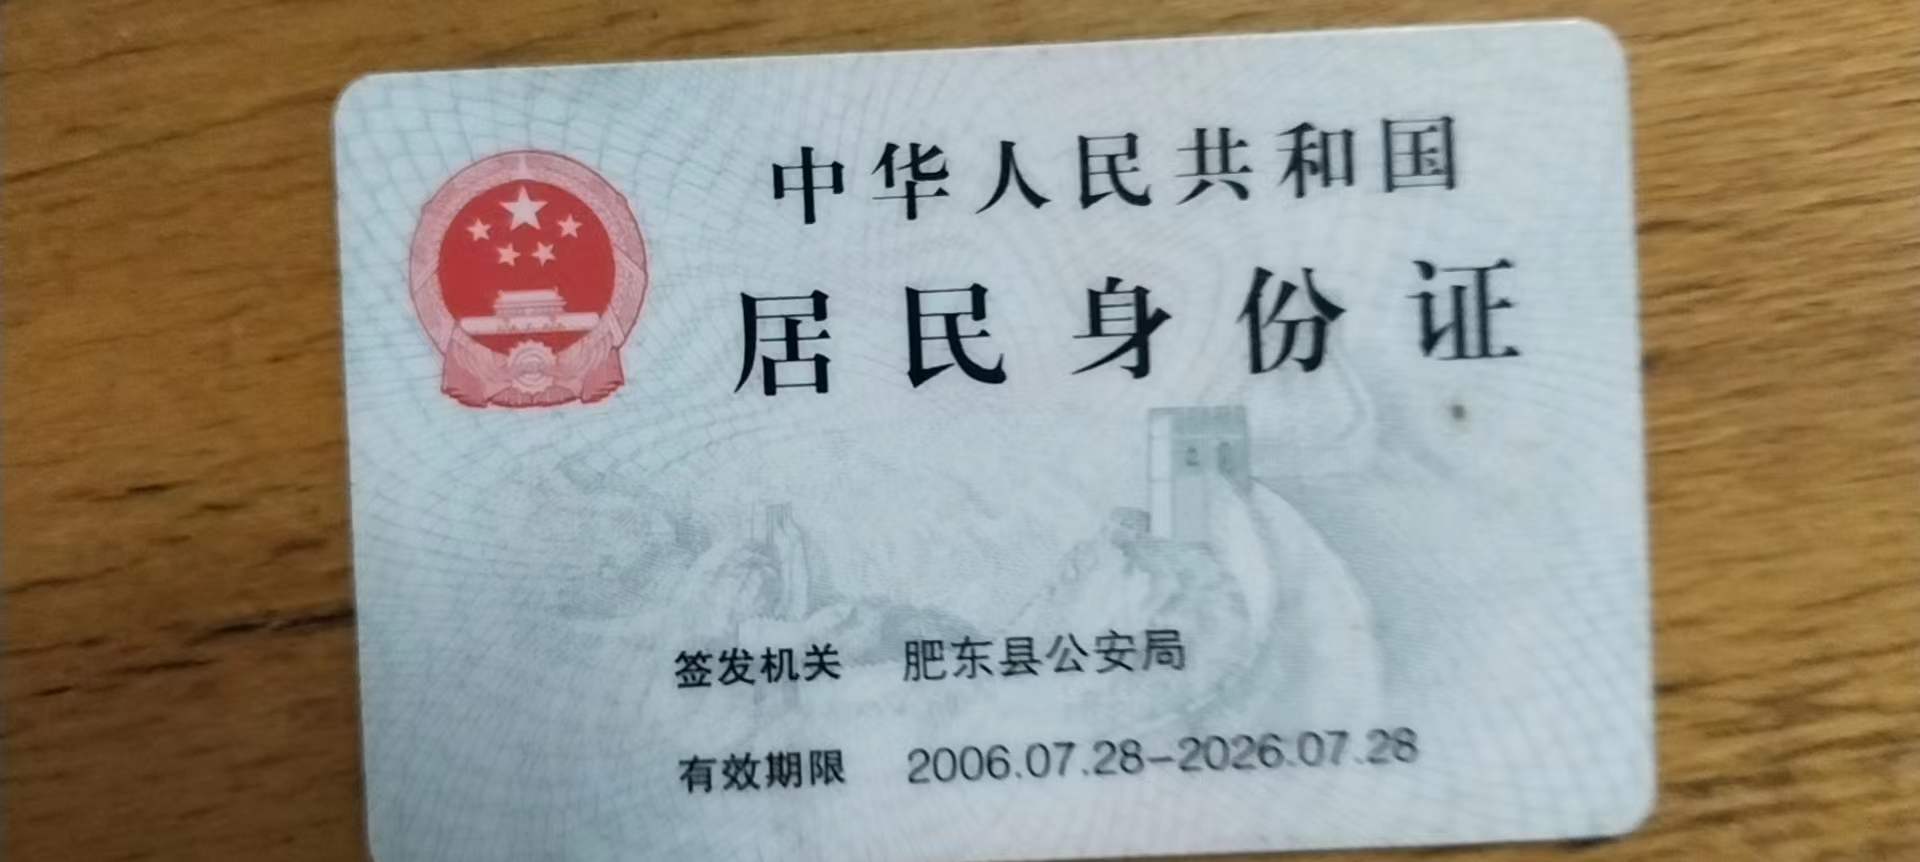 中华人民共和国
居民身份证
签发机关 肥东县公安局
有效期限 2006.07.28-2026.07.28